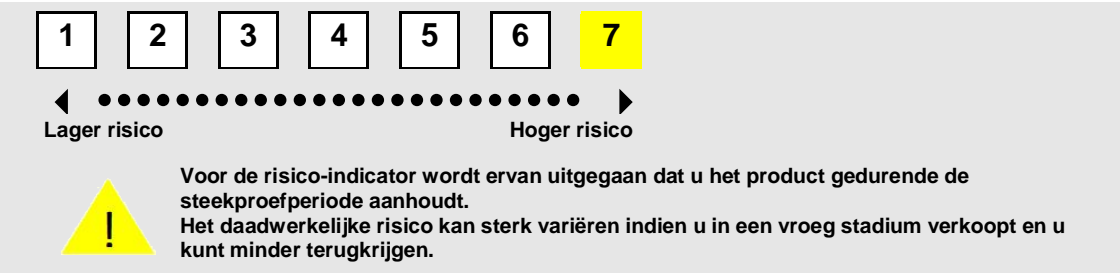 1 2 3 4 5 6 7
Lager risico Hoger risico
!
Voor de risico-indicator wordt ervan uitgegaan dat u het product gedurende de
steekproefperiode aanhoudt.
Het daadwerkelijke risico kan sterk variëren indien u in een vroeg stadium verkoopt en u
kunt minder terugkrijgen.